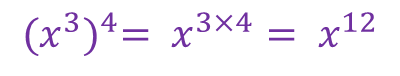 (x³)⁴ = x³ˣ⁴ = x¹²